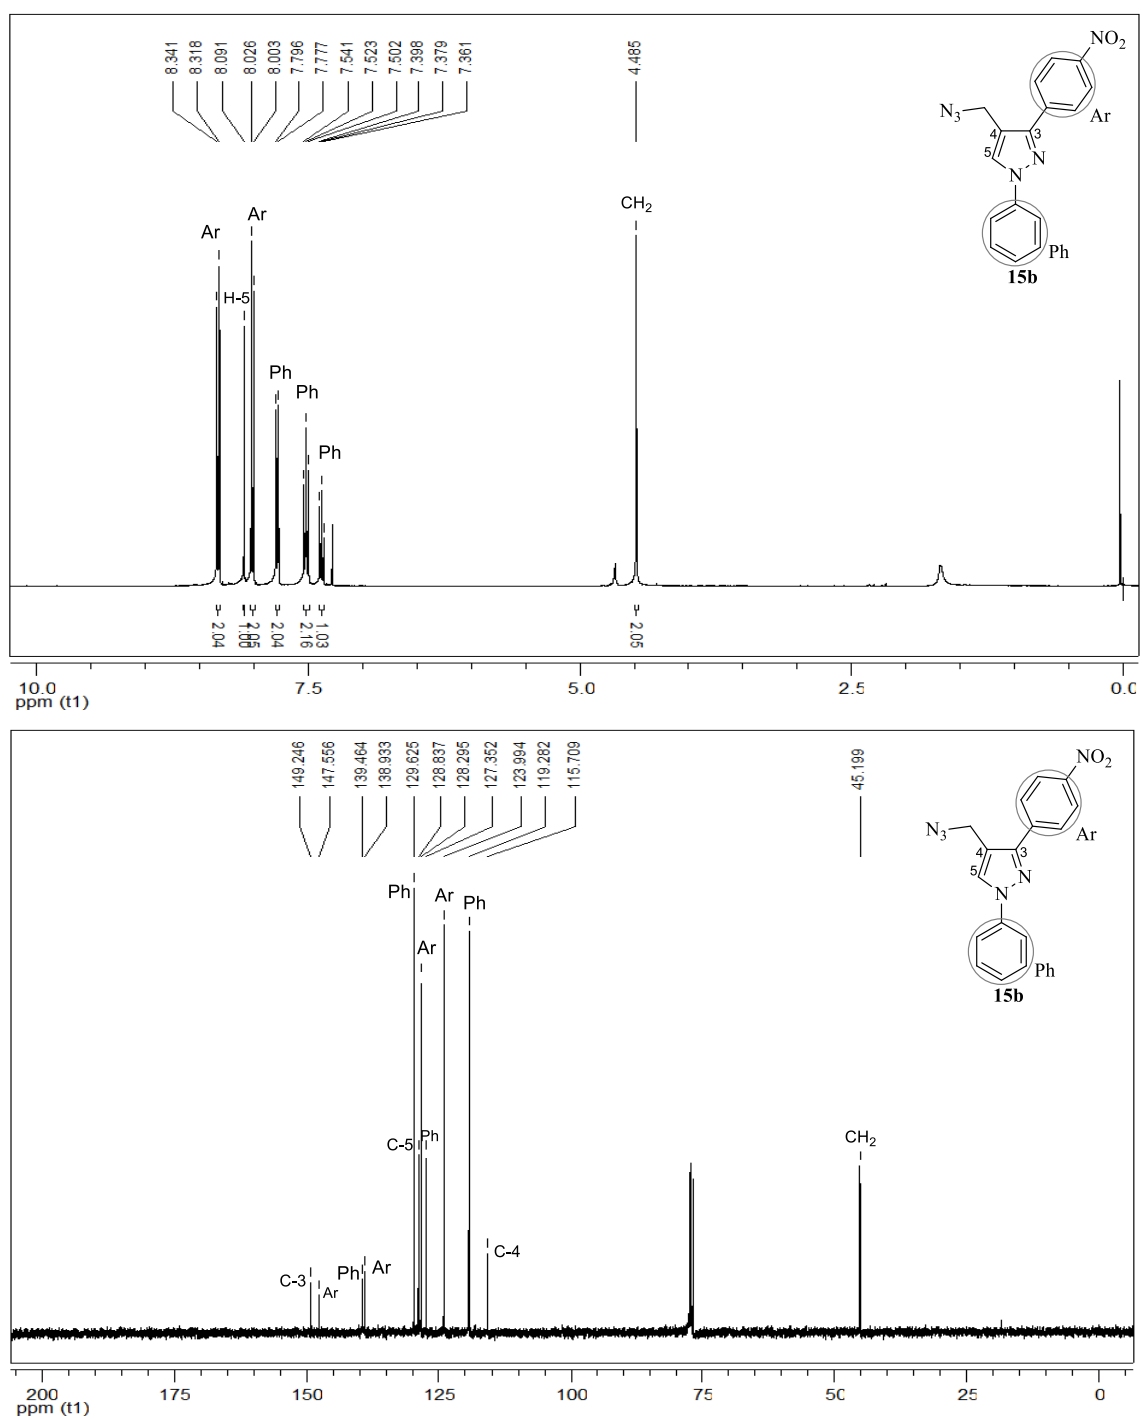 8.341
8.318
8.091
8.026
8.003
7.796
7.777
7.541
7.523
7.502
7.398
7.379
7.361
4.485
NO2
N3
4
3
5
N
N
Ar
Ph
15b
Ar
H-5
Ar
Ph
Ph
Ph
CH2
2.04
1.00
2.05
2.04
2.16
1.03
2.05
10.0
7.5
5.0
2.5
0.0
ppm (t1)
149.246
147.556
139.464
138.933
129.625
128.837
128.295
127.352
123.994
119.282
115.709
45.199
NO2
N3
4
3
5
N
N
Ar
Ph
15b
C-3
Ar
Ph
Ar
Ph
C-5
Ar
Ph
Ar
Ph
C-4
CH2
200
175
150
125
100
75
50
25
0
ppm (t1)